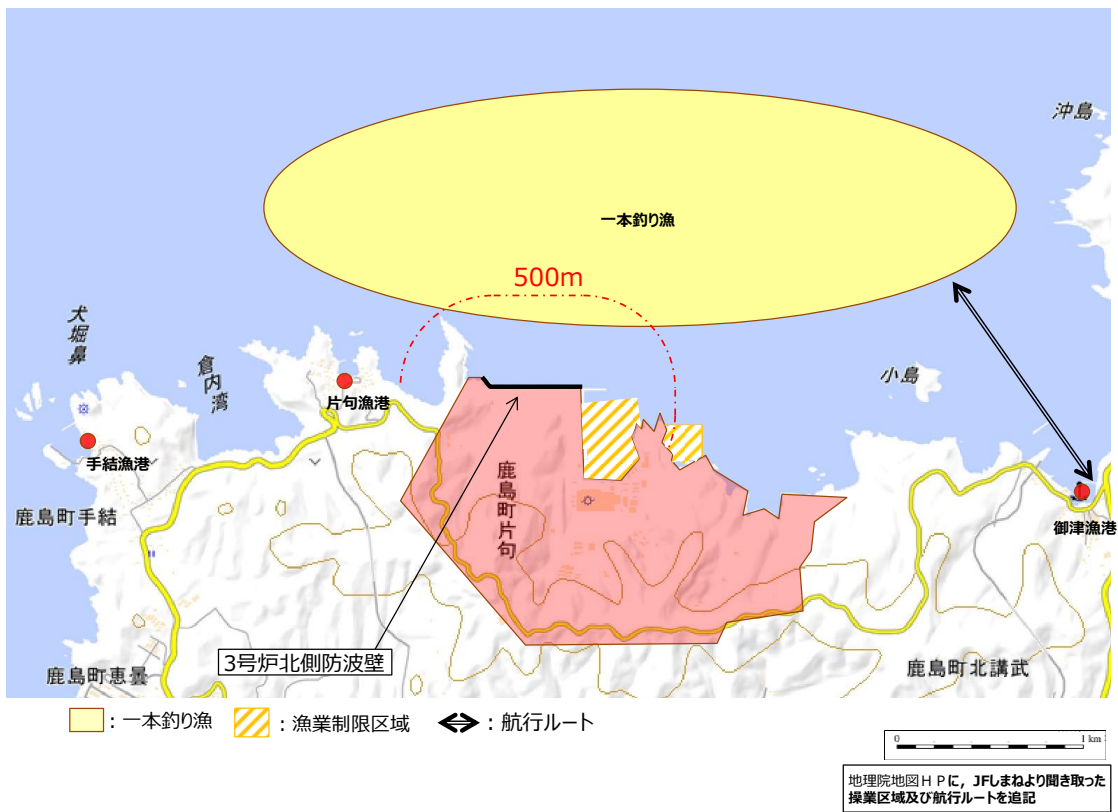 沖島
一本釣り漁
500m
犬堀鼻
倉内湾
小島
片句漁港
手結漁港
鹿島町片句
鹿島町手結
御津漁港
3号炉北側防波壁
鹿島町恵曇
鹿島町北講武
：一本釣り漁
：漁業制限区域
：航行ルート
0 1 km
地理院地図ＨＰに，JFしまねより聞き取った
操業区域及び航行ルートを追記